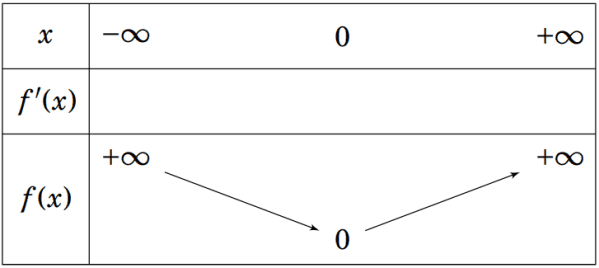 x −∞ 0 +∞
f′(x)
+∞ +∞
f(x)
0